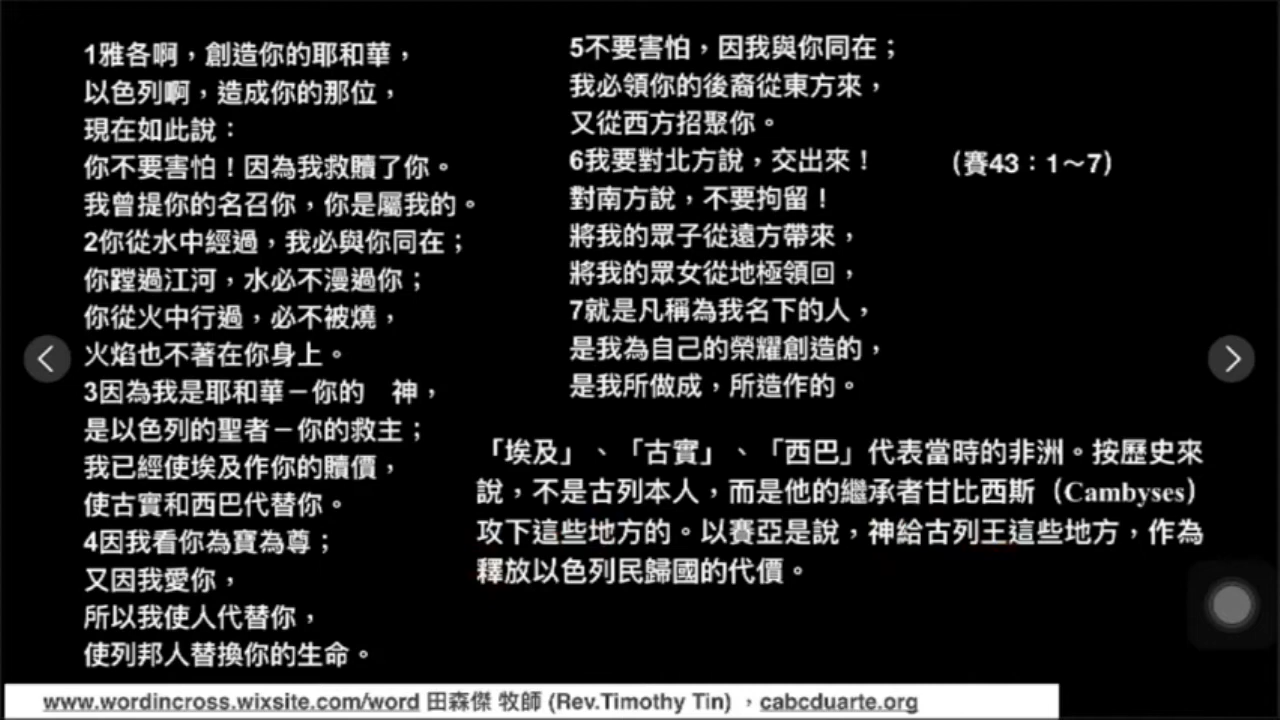 1雅各啊，創造你的耶和華，
以色列啊，造成你的那位，
現在如此說：
你不要害怕！因為我救贖了你。
我曾提你的名召你，你是屬我的。
2你從水中經過，我必與你同在；
你蹚過江河，水必不漫過你；
你從火中行過，必不被燒，
火焰也不著在你身上。
3因為我是耶和華－你的　神，
是以色列的聖者－你的救主；
我已經使埃及作你的贖價，
使古實和西巴代替你。
4因我看你為寶為尊；
又因我愛你，
所以我使人代替你，
使列邦人替換你的生命。
5不要害怕，因我與你同在；
我必領你的後裔從東方來，
又從西方招聚你。
6我要對北方說，交出來！
對南方說，不要拘留！
將我的眾子從遠方帶來，
將我的眾女從地極領回，
7就是凡稱為我名下的人，
是我為自己的榮耀創造的，
是我所做成，所造作的。
（賽43：1～7）
「埃及」、「古實」、「西巴」代表當時的非洲。按歷史來
說，不是古列本人，而是他的繼承者甘比西斯（Cambyses）
攻下這些地方的。以賽亞是說，神給古列王這些地方，作為
釋放以色列民歸國的代價。
www.wordincross.wixsite.com/word 田森傑 牧師 (Rev.Timothy Tin) ，cabcduarte.org